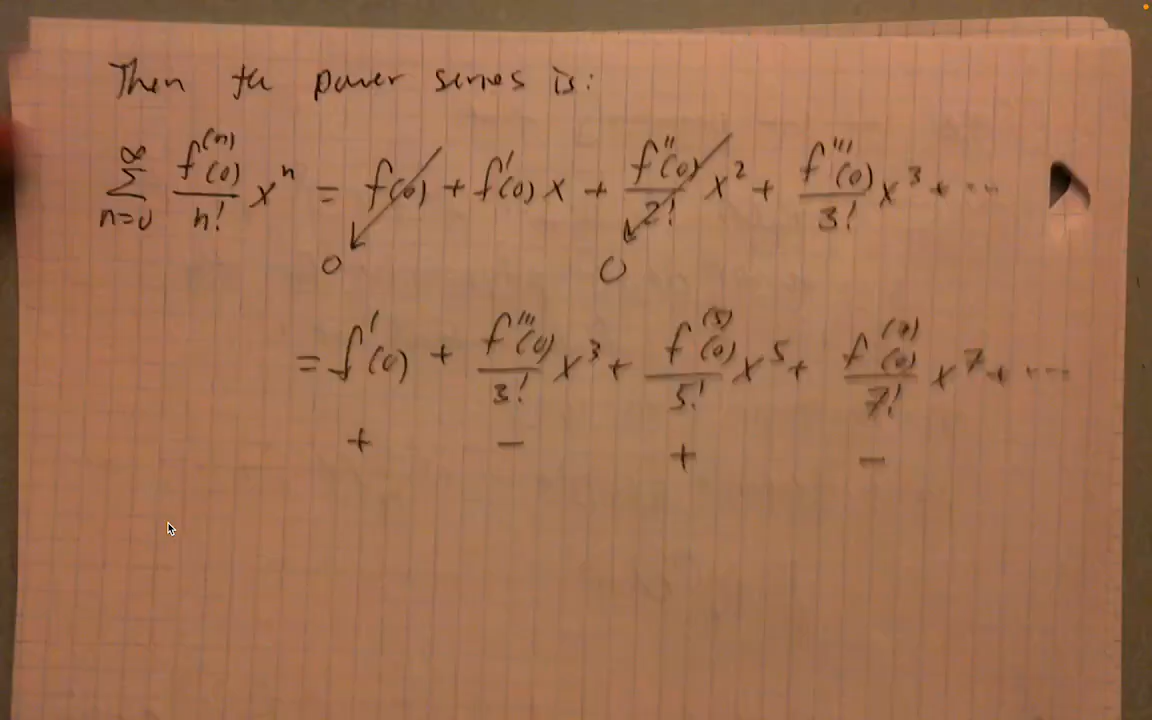 Then the power series is:
∑_{n=0}^{∞} f^{(n)}(0)/n! x^n = f(0) + f'(0)x + f''(0)/2! x^2 + f'''(0)/3! x^3 + ...
0 0
= f'(0) + f'''(0)/3! x^3 + f^{(5)}(0)/5! x^5 + f^{(7)}(0)/7! x^7 + ...
+ − + −